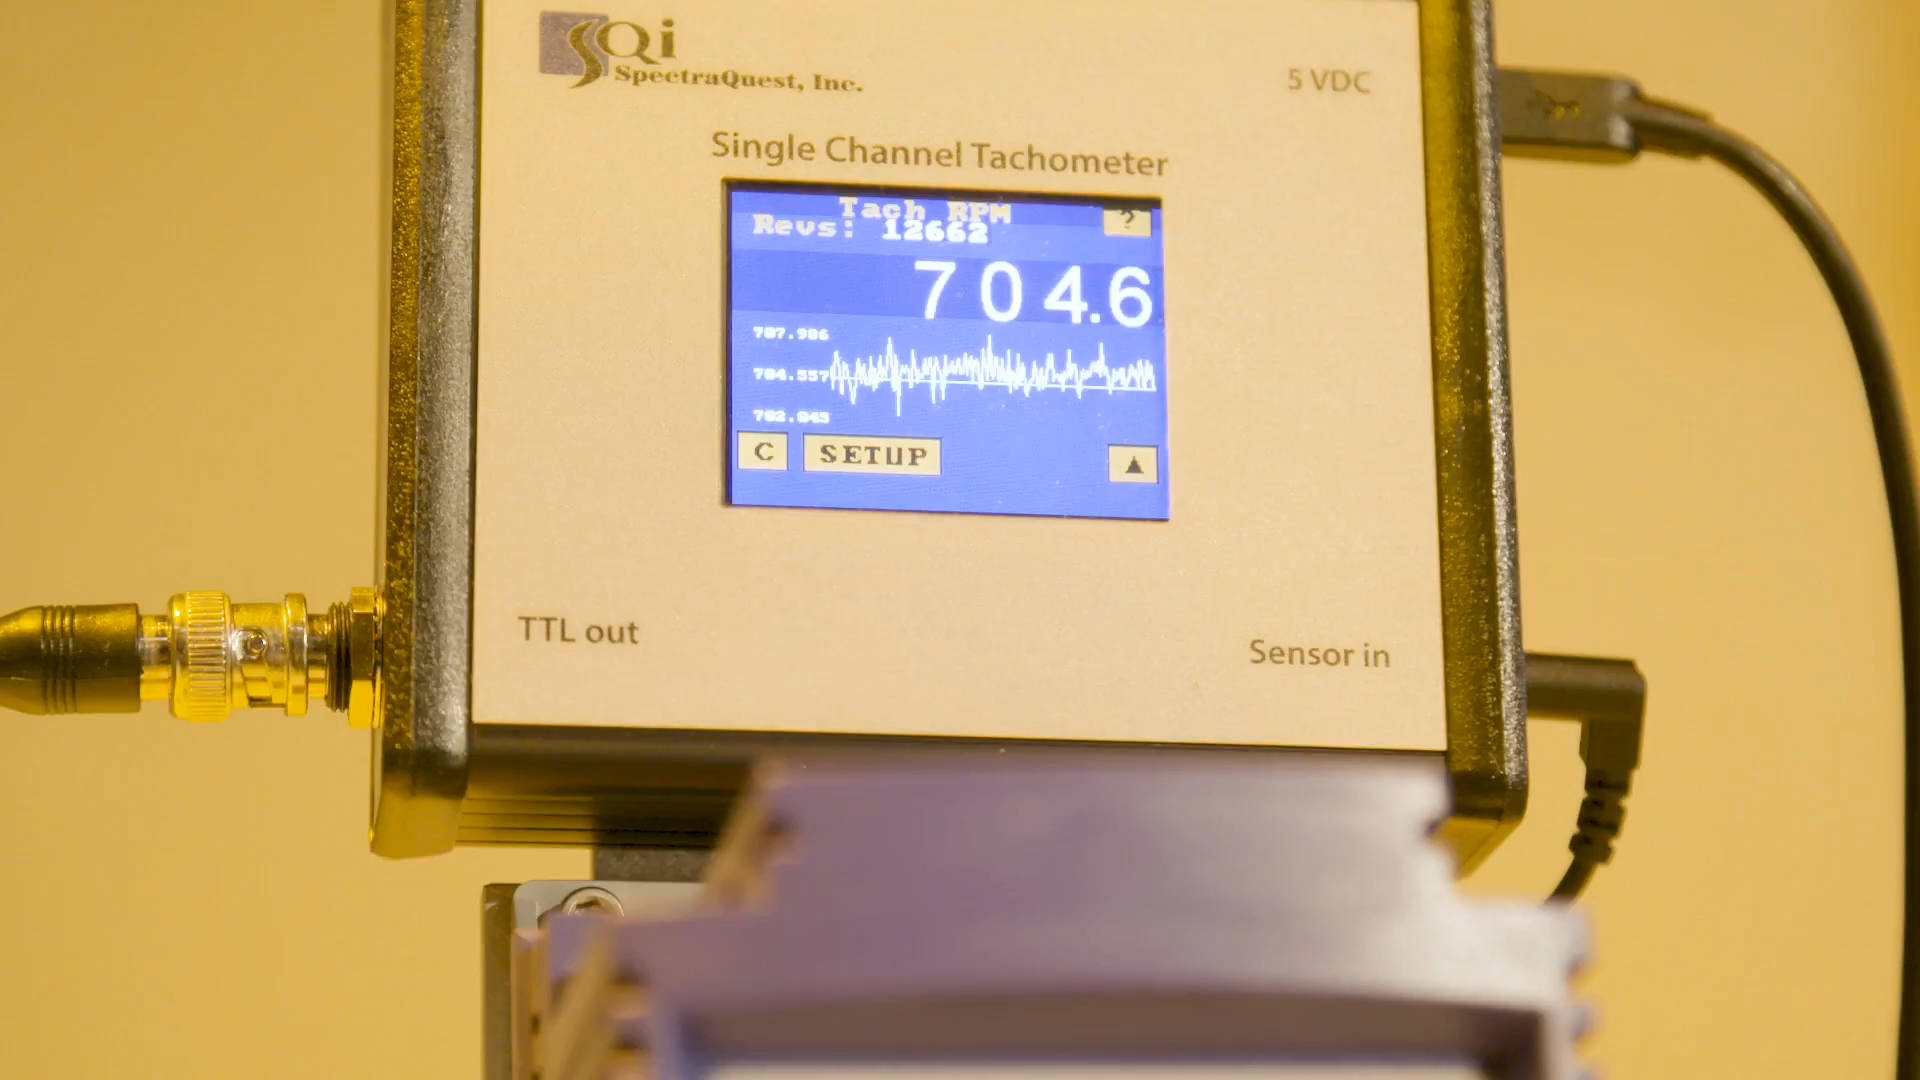 SQi
SpectraQuest, Inc.
5 VDC
Single Channel Tachometer
Tach RPM
?
Revs: 12662
704.6
707.986
704.557
702.045
C
SETUP
▲
TTL out
Sensor in